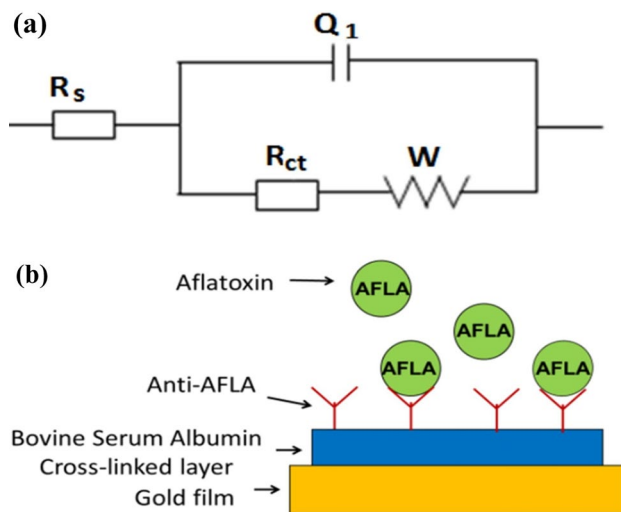 (a)
Q1
Rs
Rct
W
(b)
Aflatoxin
AFLA
AFLA
AFLA
AFLA
Anti-AFLA
Bovine Serum Albumin
Cross-linked layer
Gold film